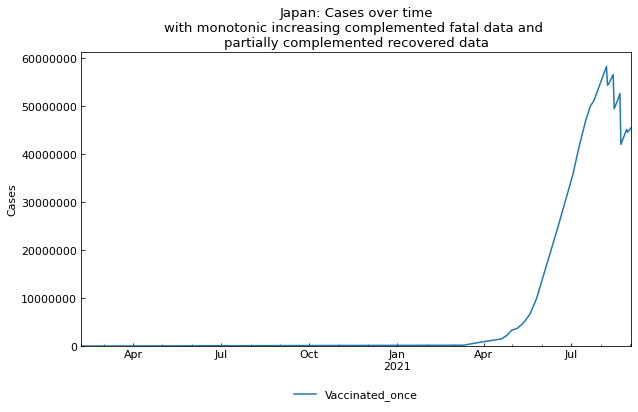 Japan: Cases over time
with monotonic increasing complemented fatal data and
partially complemented recovered data
60000000
50000000
40000000
30000000
20000000
10000000
0
Cases
Apr
Jul
Oct
Jan
2021
Apr
Jul
Vaccinated_once